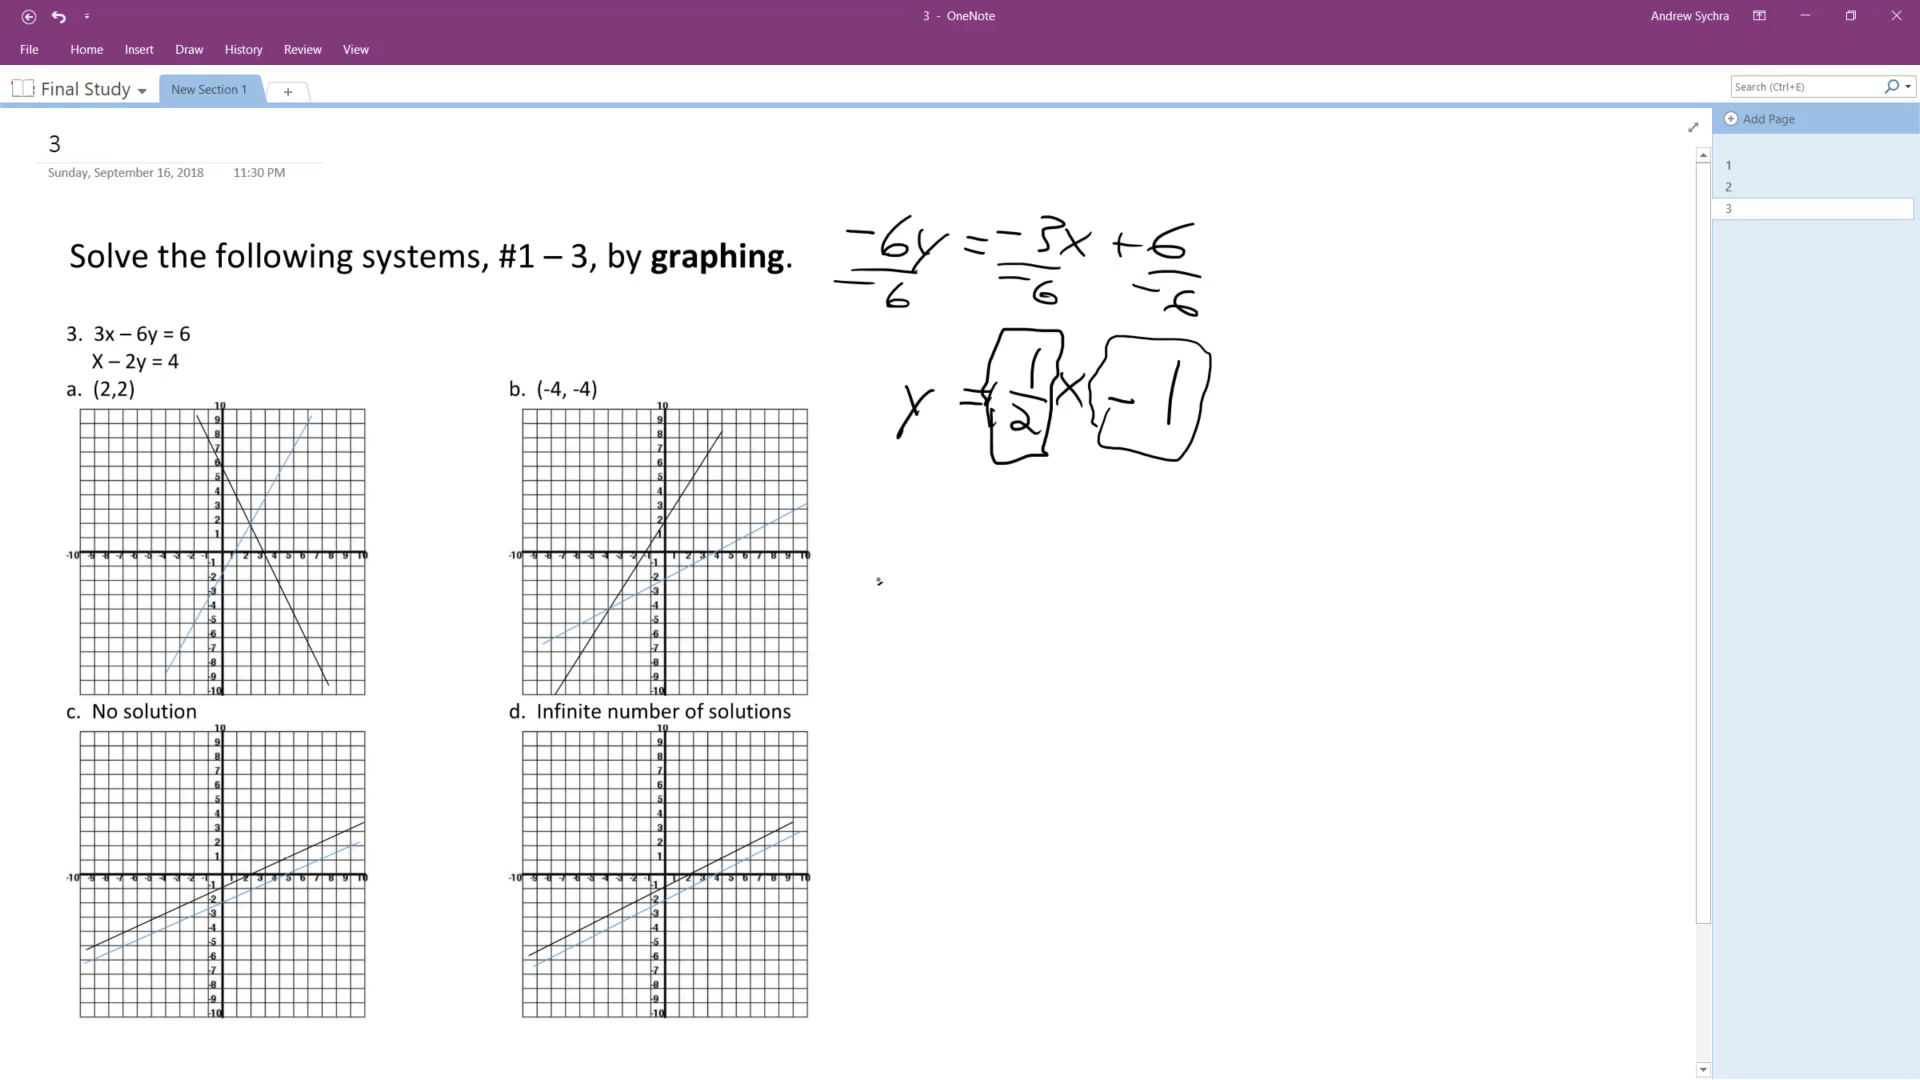 3 - OneNote
Andrew Sychra
File Home Insert Draw History Review View
Final Study
New Section 1
+
Search (Ctrl+E)
Add Page
1
2
3
3
Sunday, September 16, 2018 11:30 PM
Solve the following systems, #1 – 3, by graphing.
3. 3x – 6y = 6
X – 2y = 4
a. (2,2)
b. (-4, -4)
c. No solution
d. Infinite number of solutions
-6y = -3x + 6
-6 -6 -6
y = 1/2 x - 1